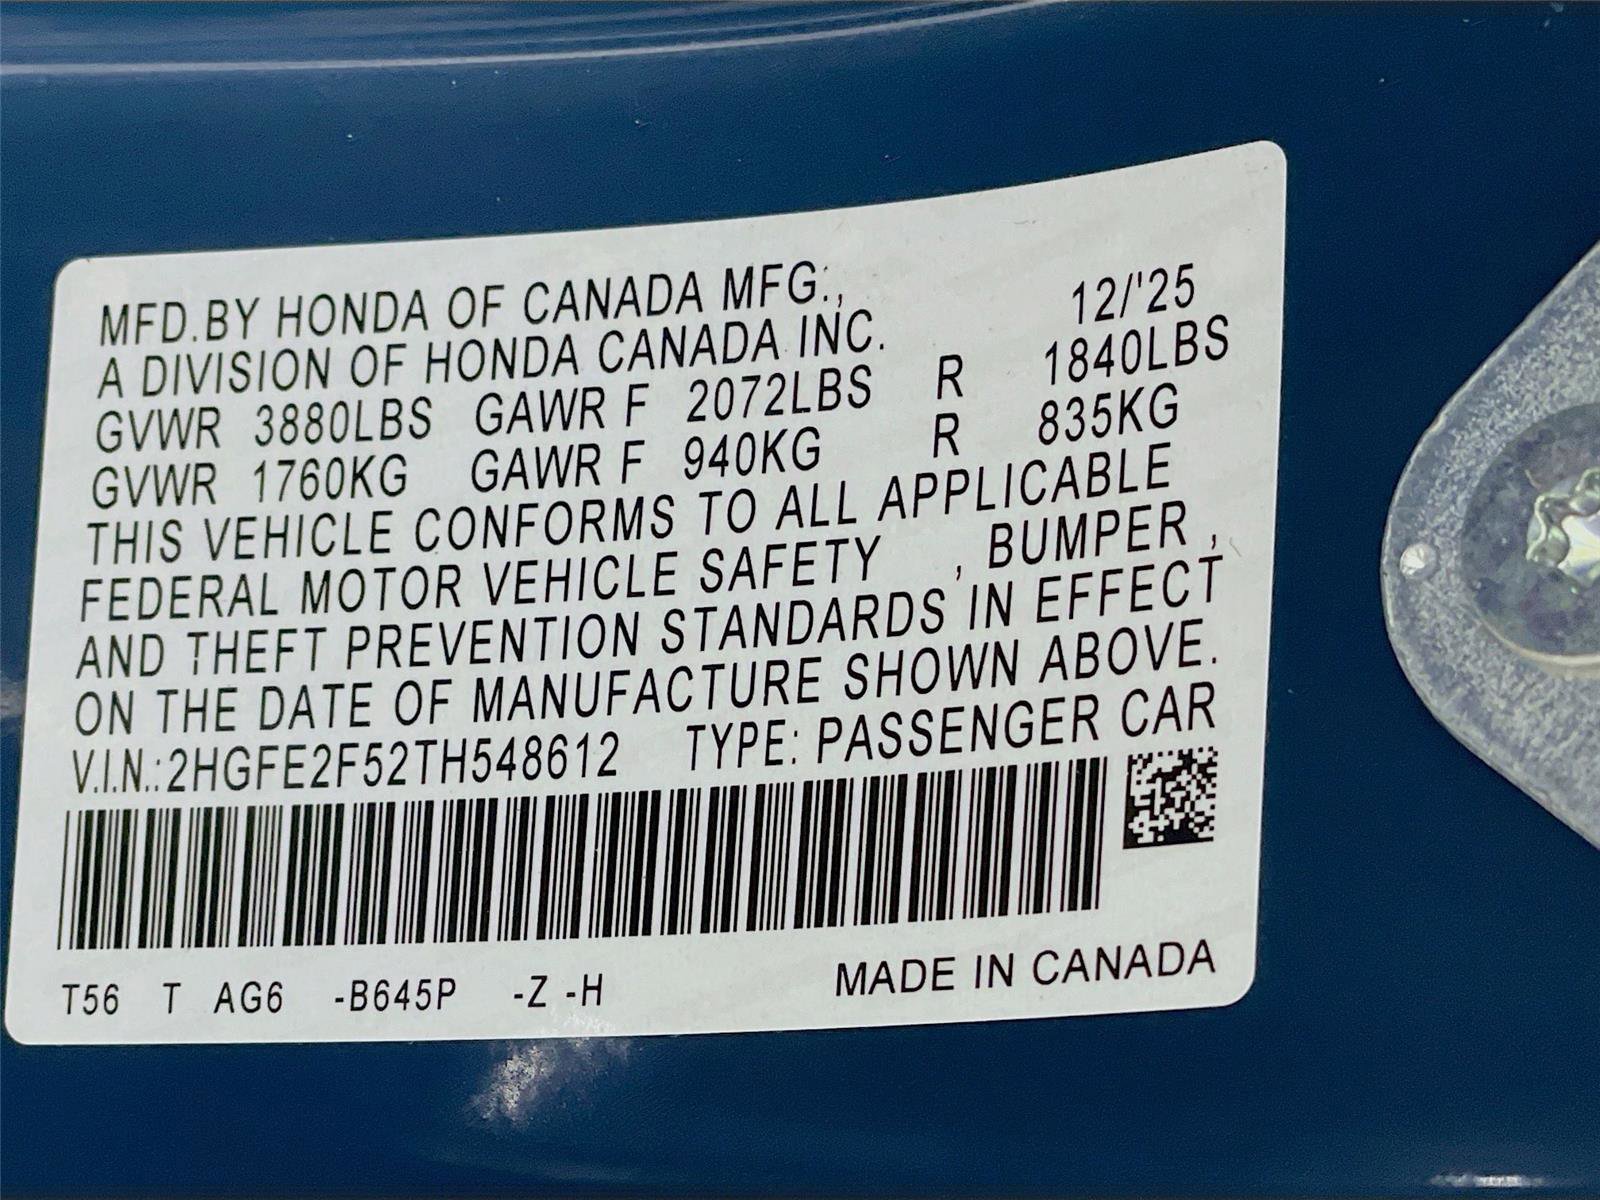 MFD.BY HONDA OF CANADA MFG., 12/'25
A DIVISION OF HONDA CANADA INC.
GVWR 3880LBS GAWR F 2072LBS R 1840LBS
GVWR 1760KG GAWR F 940KG R 835KG
THIS VEHICLE CONFORMS TO ALL APPLICABLE
FEDERAL MOTOR VEHICLE SAFETY , BUMPER ,
AND THEFT PREVENTION STANDARDS IN EFFECT
ON THE DATE OF MANUFACTURE SHOWN ABOVE.
V.I.N.:2HGFE2F52TH548612 TYPE: PASSENGER CAR
T56 T AG6 -B645P -Z -H MADE IN CANADA